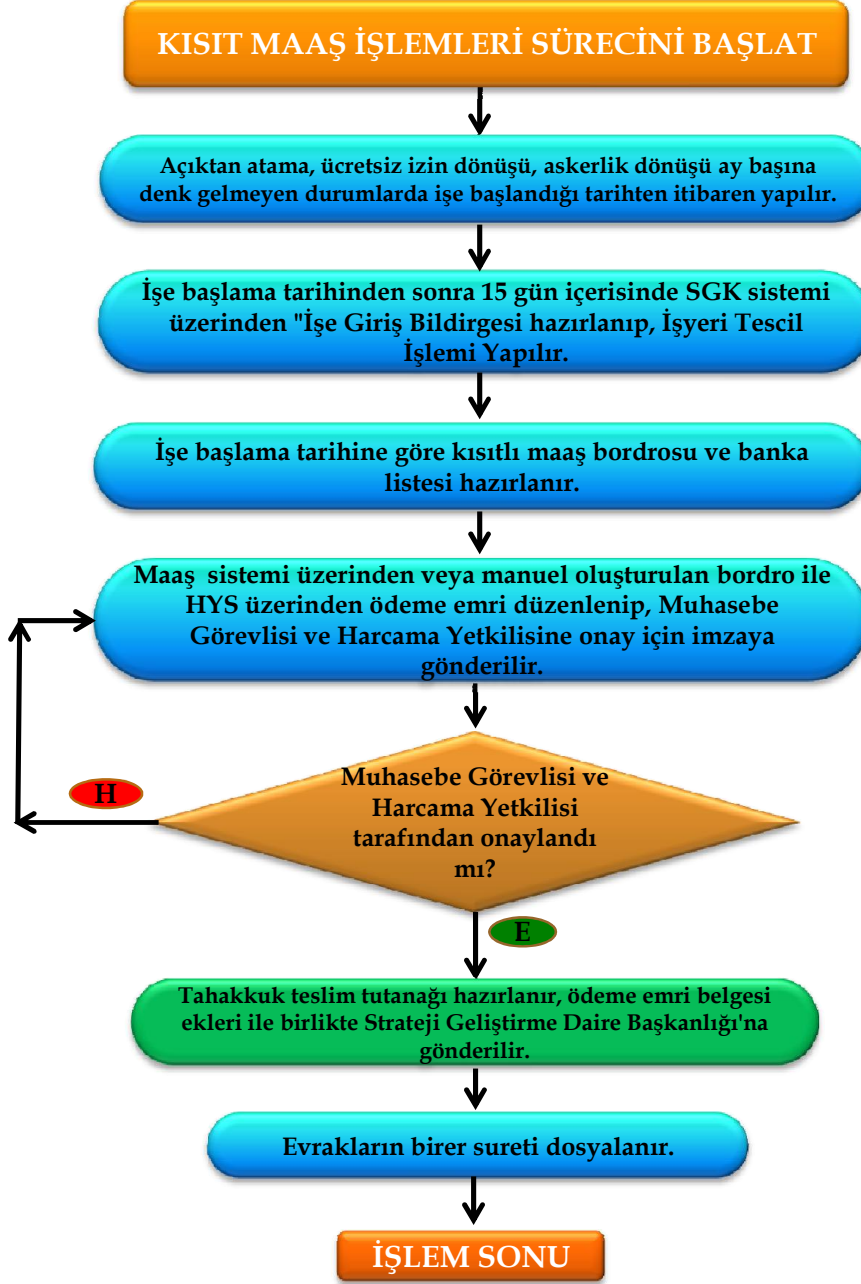 KISIT MAAŞ İŞLEMLERİ SÜRECİNİ BAŞLAT
Açıktan atama, ücretsiz izin dönüşü, askerlik dönüşü ay başına
denk gelmeyen durumlarda işe başlandığı tarihten itibaren yapılır.
İşe başlama tarihinden sonra 15 gün içerisinde SGK sistemi
üzerinden "İşe Giriş Bildirgesi hazırlanıp, İşyeri Tescil
İşlemi Yapılır.
İşe başlama tarihine göre kısıtlı maaş bordrosu ve banka
listesi hazırlanır.
Maaş  sistemi üzerinden veya manuel oluşturulan bordro ile
HYS üzerinden ödeme emri düzenlenip, Muhasebe
Görevlisi ve Harcama Yetkilisine onay için imzaya
gönderilir.
Muhasebe Görevlisi ve
Harcama Yetkilisi
tarafından onaylandı
mı?
H
E
Tahakkuk teslim tutanağı hazırlanır, ödeme emri belgesi
ekleri ile birlikte Strateji Geliştirme Daire Başkanlığı'na
gönderilir.
Evrakların birer sureti dosyalanır.
İŞLEM SONU